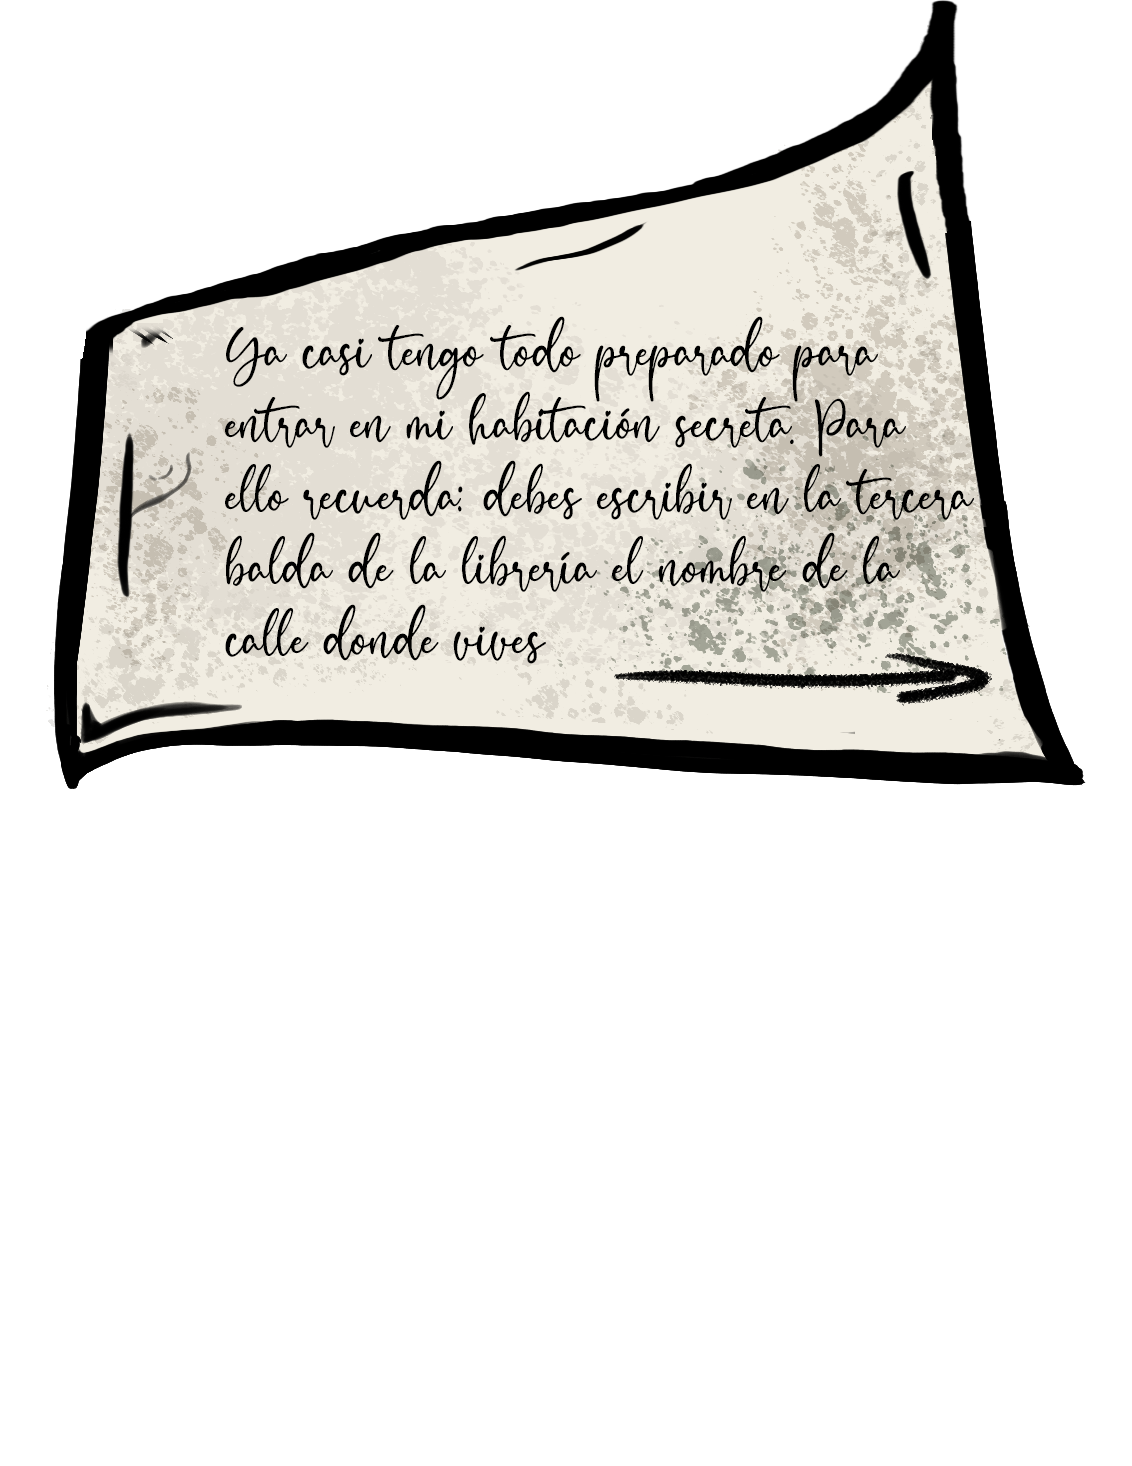 Ya casi tengo todo preparado para
entrar en mi habitación secreta. Para
ello recuerda: debes escribir en la tercera
balda de la librería el nombre de la
calle donde vives